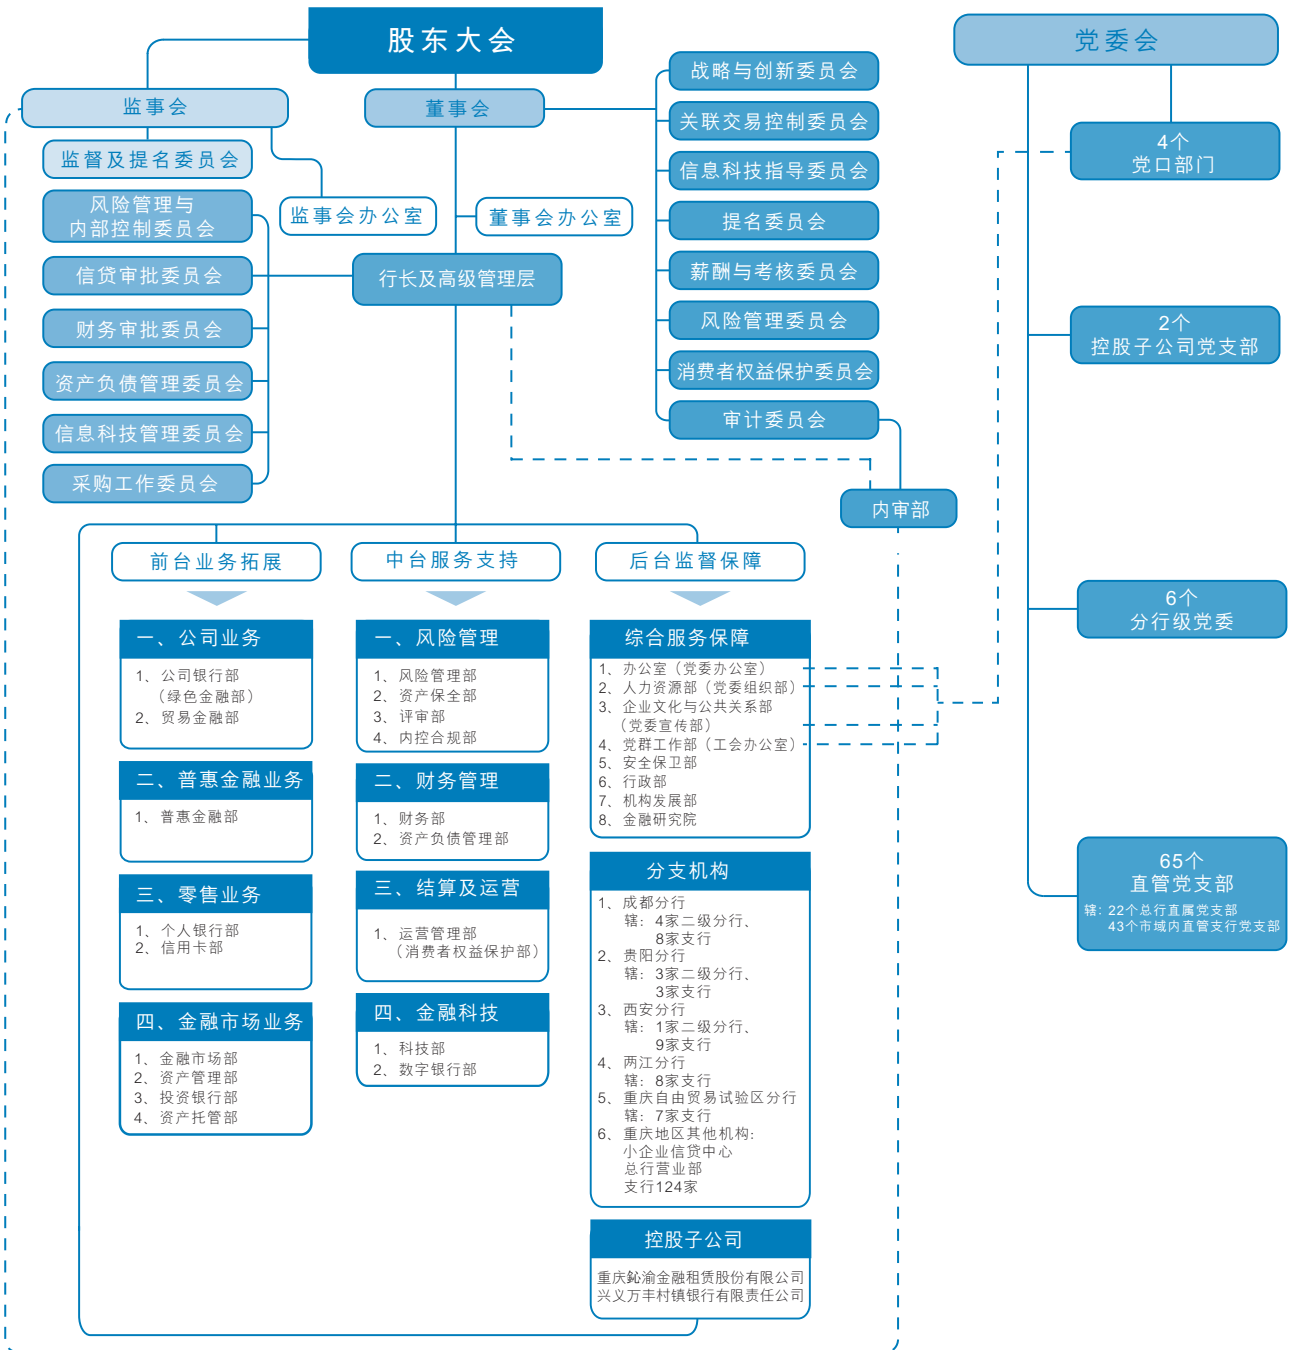 股东大会
党委会
监事会
董事会
监督及提名委员会
监事会办公室
董事会办公室
风险管理与
内部控制委员会
信贷审批委员会
财务审批委员会
资产负债管理委员会
信息科技管理委员会
采购工作委员会
行长及高级管理层
战略与创新委员会
关联交易控制委员会
信息科技指导委员会
提名委员会
薪酬与考核委员会
风险管理委员会
消费者权益保护委员会
审计委员会
内审部
4个
党口部门
2个
控股子公司党支部
6个
分行级党委
65个
直管党支部
辖：22个总行直属党支部
43个市域内直管支行党支部
前台业务拓展
一、公司业务
1、公司银行部
（绿色金融部）
2、贸易金融部
二、普惠金融业务
1、普惠金融部
三、零售业务
1、个人银行部
2、信用卡部
四、金融市场业务
1、金融市场部
2、资产管理部
3、投资银行部
4、资产托管部
中台服务支持
一、风险管理
1、风险管理部
2、资产保全部
3、评审部
4、内控合规部
二、财务管理
1、财务部
2、资产负债管理部
三、结算及运营
1、运营管理部
（消费者权益保护部）
四、金融科技
1、科技部
2、数字银行部
后台监督保障
综合服务保障
1、办公室（党委办公室）
2、人力资源部（党委组织部）
3、企业文化与公共关系部
（党委宣传部）
4、党群工作部（工会办公室）
5、安全保卫部
6、行政部
7、机构发展部
8、金融研究院
分支机构
1、成都分行
辖：4家二级分行、
8家支行
2、贵阳分行
辖：3家二级分行、
3家支行
3、西安分行
辖：1家二级分行、
9家支行
4、两江分行
辖：8家支行
5、重庆自由贸易试验区分行
辖：7家支行
6、重庆地区其他机构：
小企业信贷中心
总行营业部
支行124家
控股子公司
重庆鈊渝金融租赁股份有限公司
兴义万丰村镇银行有限责任公司